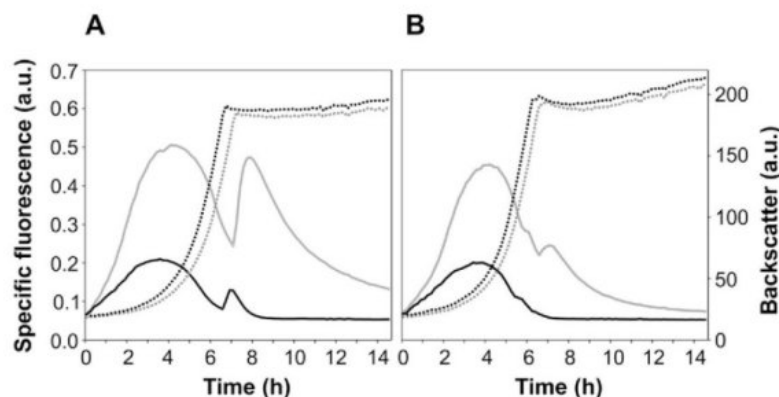 A
B
Specific fluorescence (a.u.)
0.7
0.6
0.5
0.4
0.3
0.2
0.1
0.0
0 2 4 6 8 10 12 14
Time (h)
0 2 4 6 8 10 12 14
Time (h)
200
150
100
50
0
Backscatter (a.u.)